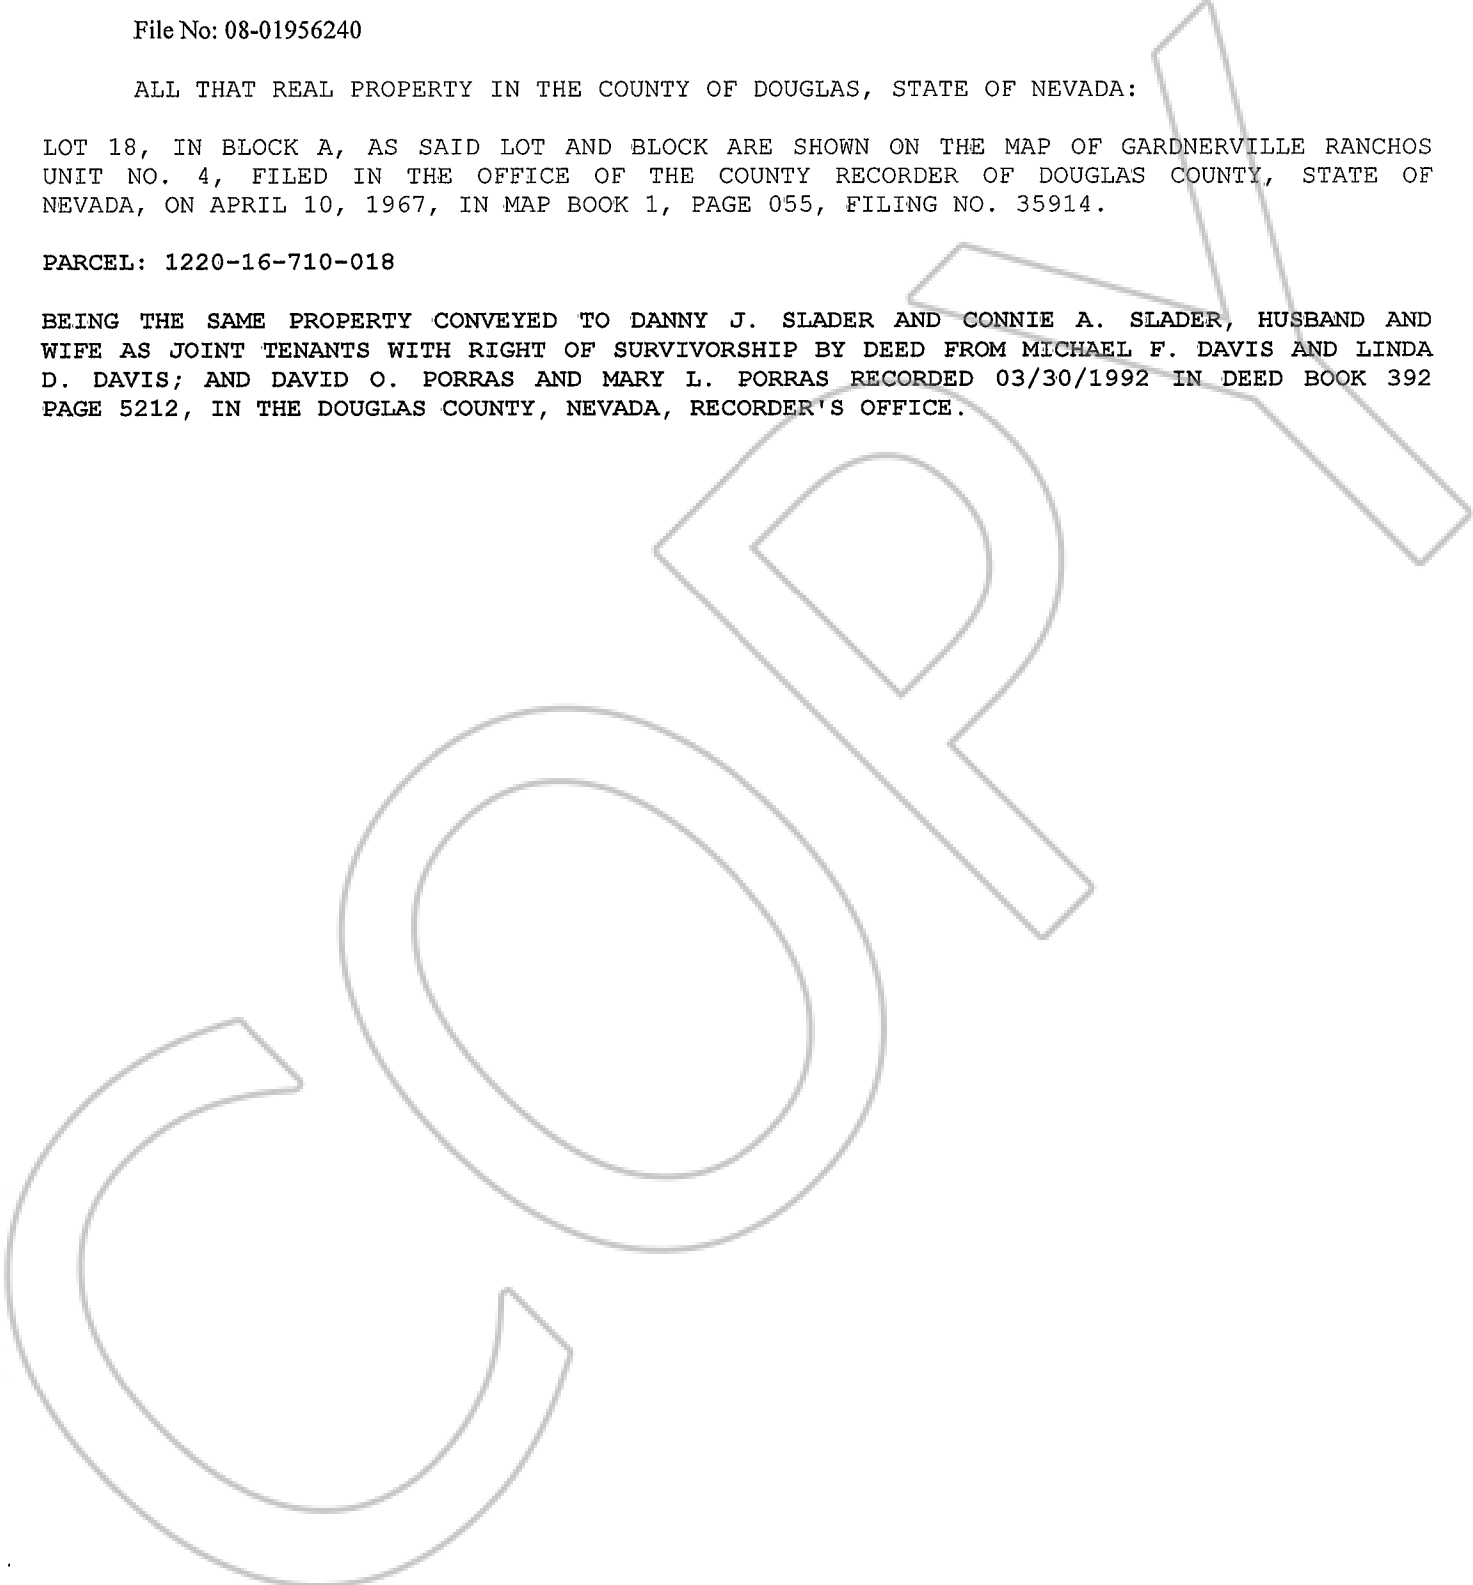 File No: 08-01956240
ALL THAT REAL PROPERTY IN THE COUNTY OF DOUGLAS, STATE OF NEVADA:
LOT 18, IN BLOCK A, AS SAID LOT AND BLOCK ARE SHOWN ON THE MAP OF GARDNERVILLE RANCHOS
UNIT NO. 4, FILED IN THE OFFICE OF THE COUNTY RECORDER OF DOUGLAS COUNTY, STATE OF
NEVADA, ON APRIL 10, 1967, IN MAP BOOK 1, PAGE 055, FILING NO. 35914.
PARCEL: 1220-16-710-018
BEING THE SAME PROPERTY CONVEYED TO DANNY J. SLADER AND CONNIE A. SLADER, HUSBAND AND
WIFE AS JOINT TENANTS WITH RIGHT OF SURVIVORSHIP BY DEED FROM MICHAEL F. DAVIS AND LINDA
D. DAVIS; AND DAVID O. PORRAS AND MARY L. PORRAS RECORDED 03/30/1992 IN DEED BOOK 392
PAGE 5212, IN THE DOUGLAS COUNTY, NEVADA, RECORDER'S OFFICE.
COPY